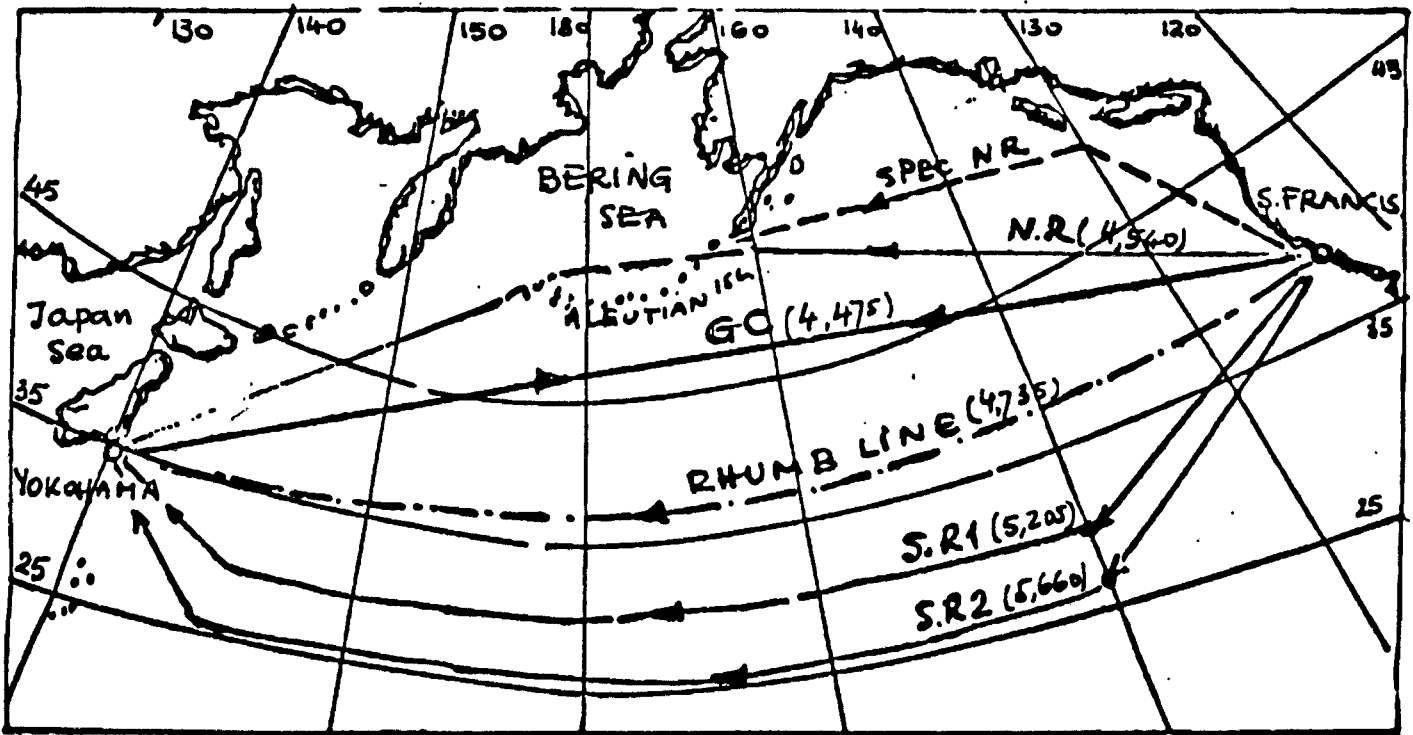 130 140 150 180 160 140 130 120
45
45
BERING
SEA
SPEC NR
S.FRANCIS
N.R (4,540)
ALEUTIAN ISL
GC (4,475)
Japan
Sea
35
35
RHUMB LINE (4,735)
YOKOHAMA
25
25
S.R1 (5,205)
S.R2 (5,660)